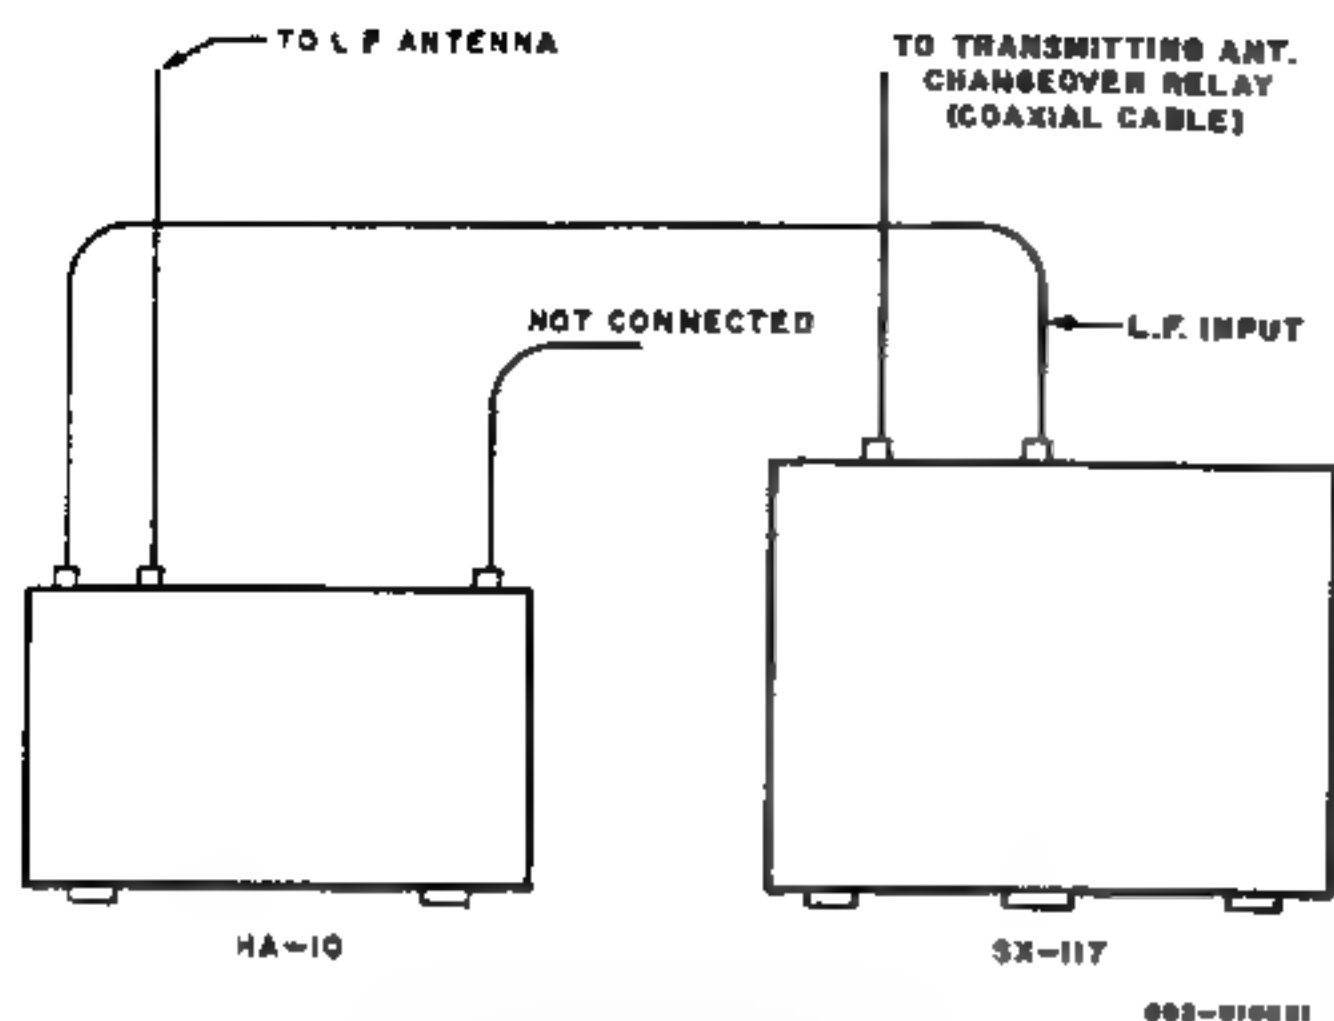 TO L F ANTENNA
TO TRANSMITTING ANT.
CHANGEOVER RELAY
(COAXIAL CABLE)
NOT CONNECTED
L.F. INPUT
HA-10
SX-117